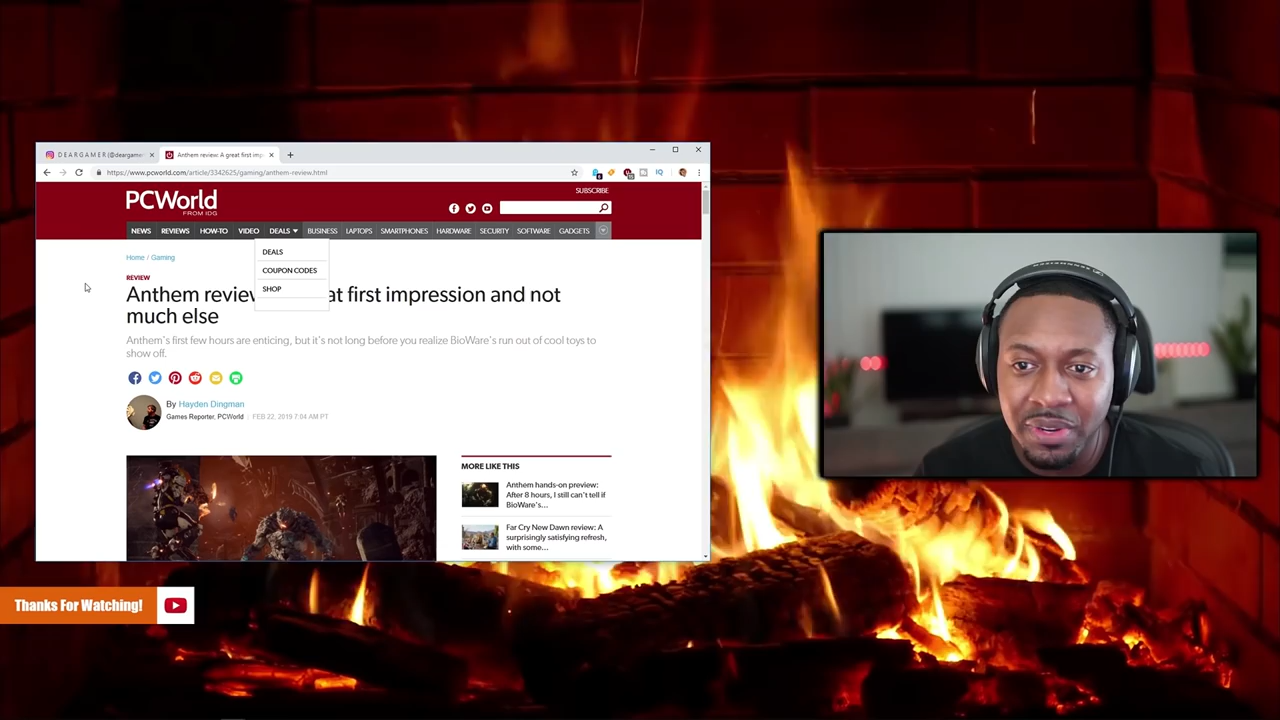 D E A R G A M E R (@deargamer
Anthem review: A great first imp
https://www.pcworld.com/article/3342625/gaming/anthem-review.html
IQ
SUBSCRIBE
PCWorld
FROM IDG
NEWS REVIEWS HOW-TO VIDEO DEALS BUSINESS LAPTOPS SMARTPHONES HARDWARE SECURITY SOFTWARE GADGETS
DEALS
COUPON CODES
SHOP
Home / Gaming
REVIEW
Anthem review at first impression and not
much else
Anthem's first few hours are enticing, but it's not long before you realize BioWare's run out of cool toys to
show off.
By Hayden Dingman
Games Reporter, PCWorld | FEB 22, 2019 7:04 AM PT
MORE LIKE THIS
Anthem hands-on preview:
After 8 hours, I still can't tell if
BioWare's...
Far Cry New Dawn review: A
surprisingly satisfying refresh,
with some...
Thanks For Watching!
SENNHEISER